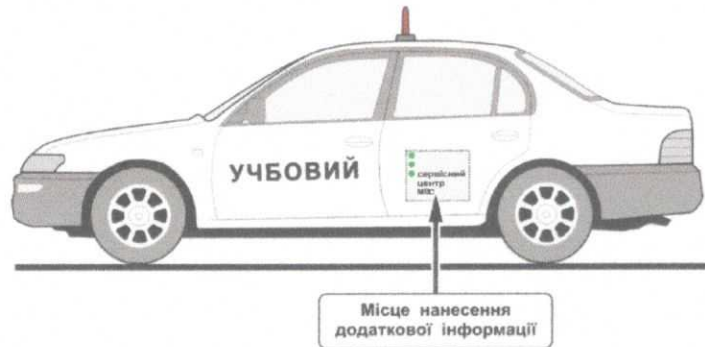 УЧБОВИЙ
сервісний
центр
МВС
Місце нанесення
додаткової інформації